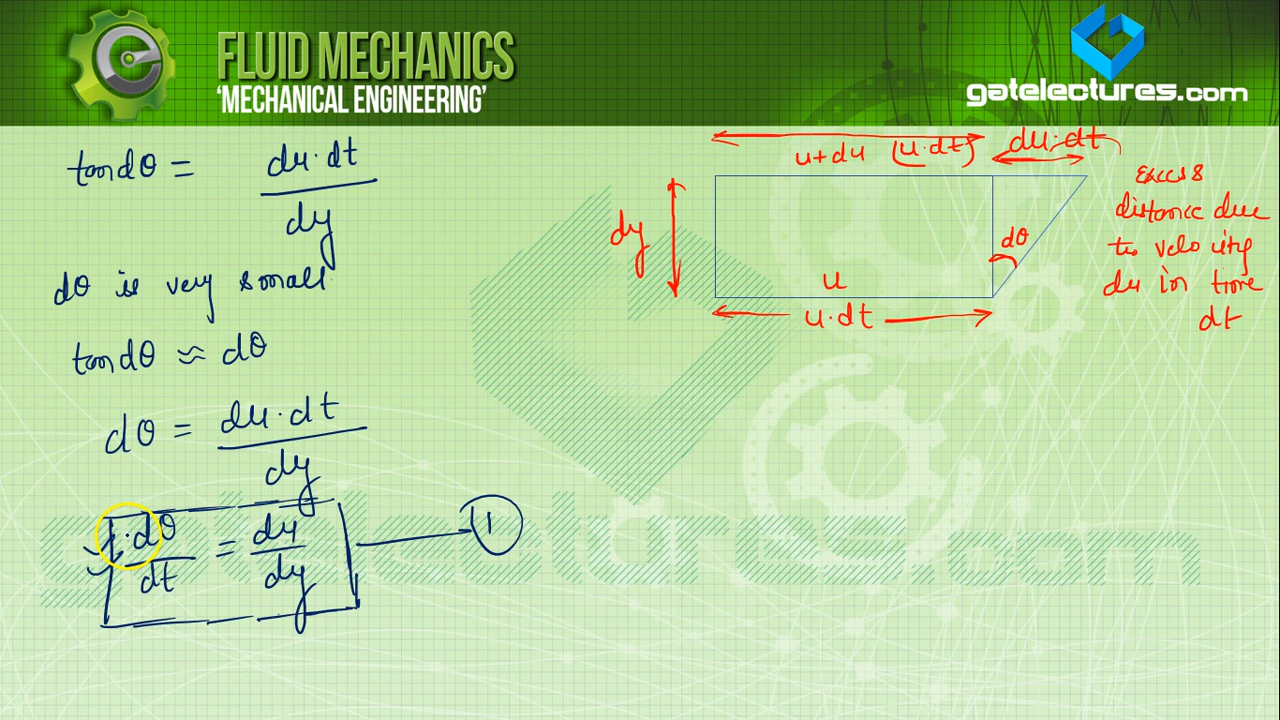 FLUID MECHANICS
'MECHANICAL ENGINEERING'
gatelectures.com
tan dθ = du·dt / dy
dθ is very small
tan dθ ≈ dθ
dθ = du·dt / dy
dθ / dt = du / dy
1
u+du (u·dt)
du·dt
dy
dθ
u
u·dt
Excess
distance due
to velocity
du in time
dt